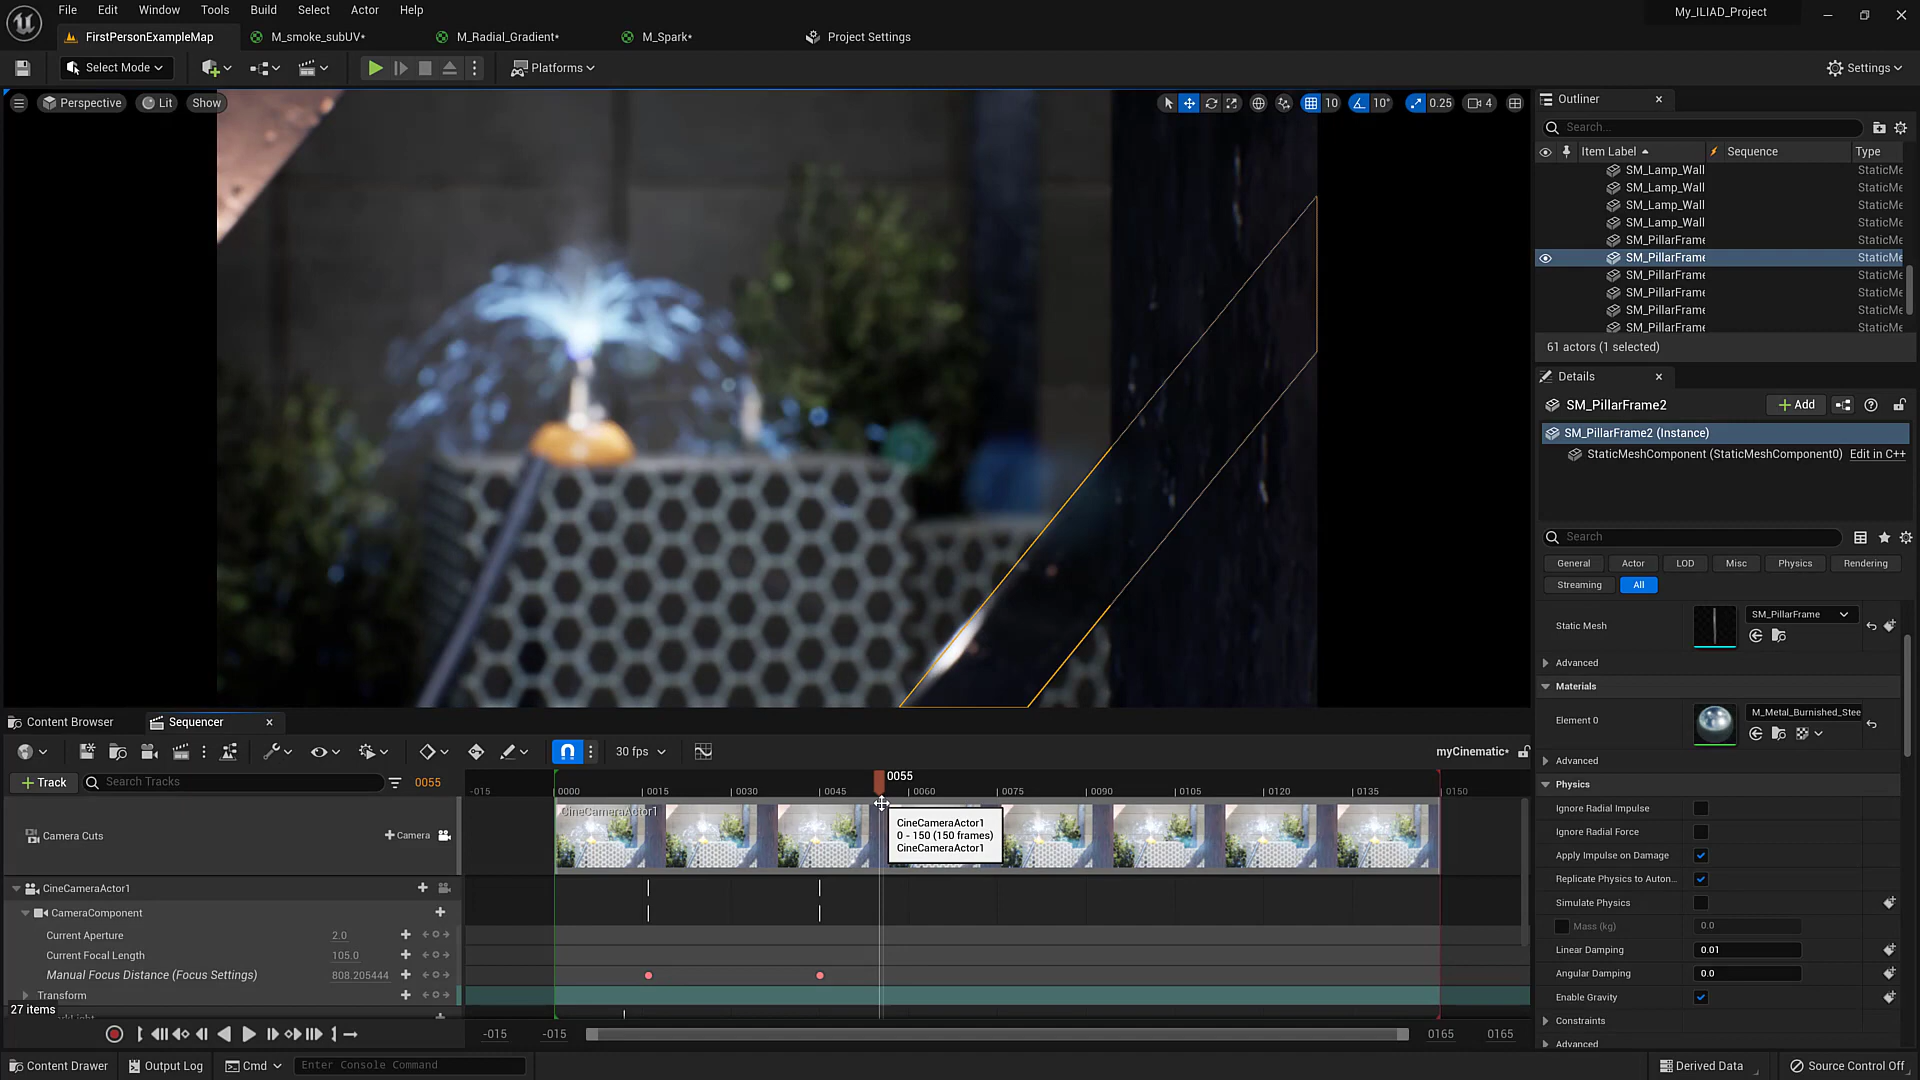 File Edit Window Tools Build Select Actor Help
My_ILIAD_Project
FirstPersonExampleMap
M_smoke_subUV*
M_Radial_Gradient*
M_Spark*
Project Settings
Select Mode
Platforms
Settings
Perspective
Lit
Show
10
10°
0.25
4
Outliner
Search...
Item Label
Sequence
Type
SM_Lamp_Wall StaticMe
SM_Lamp_Wall StaticMe
SM_Lamp_Wall StaticMe
SM_Lamp_Wall StaticMe
SM_PillarFrame StaticMe
SM_PillarFrame StaticMe
SM_PillarFrame StaticMe
SM_PillarFrame StaticMe
SM_PillarFrame StaticMe
SM_PillarFrame StaticMe
61 actors (1 selected)
Details
SM_PillarFrame2
Add
SM_PillarFrame2 (Instance)
StaticMeshComponent (StaticMeshComponent0) Edit in C++
Search
General Actor LOD Misc Physics Rendering
Streaming All
Static Mesh
SM_PillarFrame
Advanced
Materials
Element 0
M_Metal_Burnished_Stee
Advanced
Physics
Ignore Radial Impulse
Ignore Radial Force
Apply Impulse on Damage
Replicate Physics to Auton...
Simulate Physics
Mass (kg) 0.0
Linear Damping 0.01
Angular Damping 0.0
Enable Gravity
Constraints
Advanced
Content Browser
Sequencer
30 fps
myCinematic*
Track
Search Tracks
0055
-015 0000 0015 0030 0045 0060 0075 0090 0105 0120 0135 0150
0055
Camera Cuts
Camera
CineCameraActor1
CineCameraActor1
0 - 150 (150 frames)
CineCameraActor1
CineCameraActor1
CameraComponent
Current Aperture 2.0
Current Focal Length 105.0
Manual Focus Distance (Focus Settings) 808.205444
Transform
27 items
-015 -015 0165 0165
Content Drawer
Output Log
Cmd
Enter Console Command
Derived Data
Source Control Off